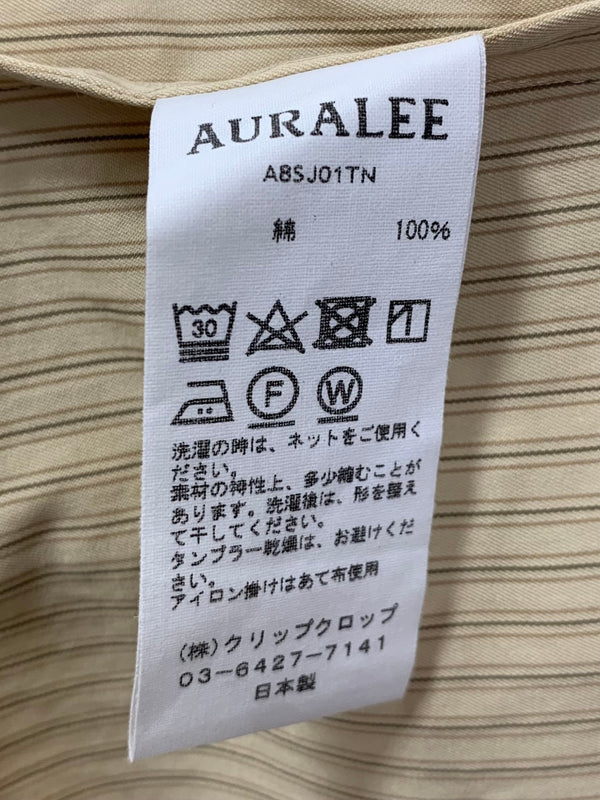 AURALEE
A8SJ01TN
綿 100%
30
F W
洗濯の時は、ネットをご使用く
ださい。
素材の特性上、多少縮むことが
あります。洗濯後は、形を整え
て干してください。
タンブラー乾燥は、お避けくだ
さい。
アイロン掛けはあて布使用
(株)クリップクロップ
03-6427-7141
日本製